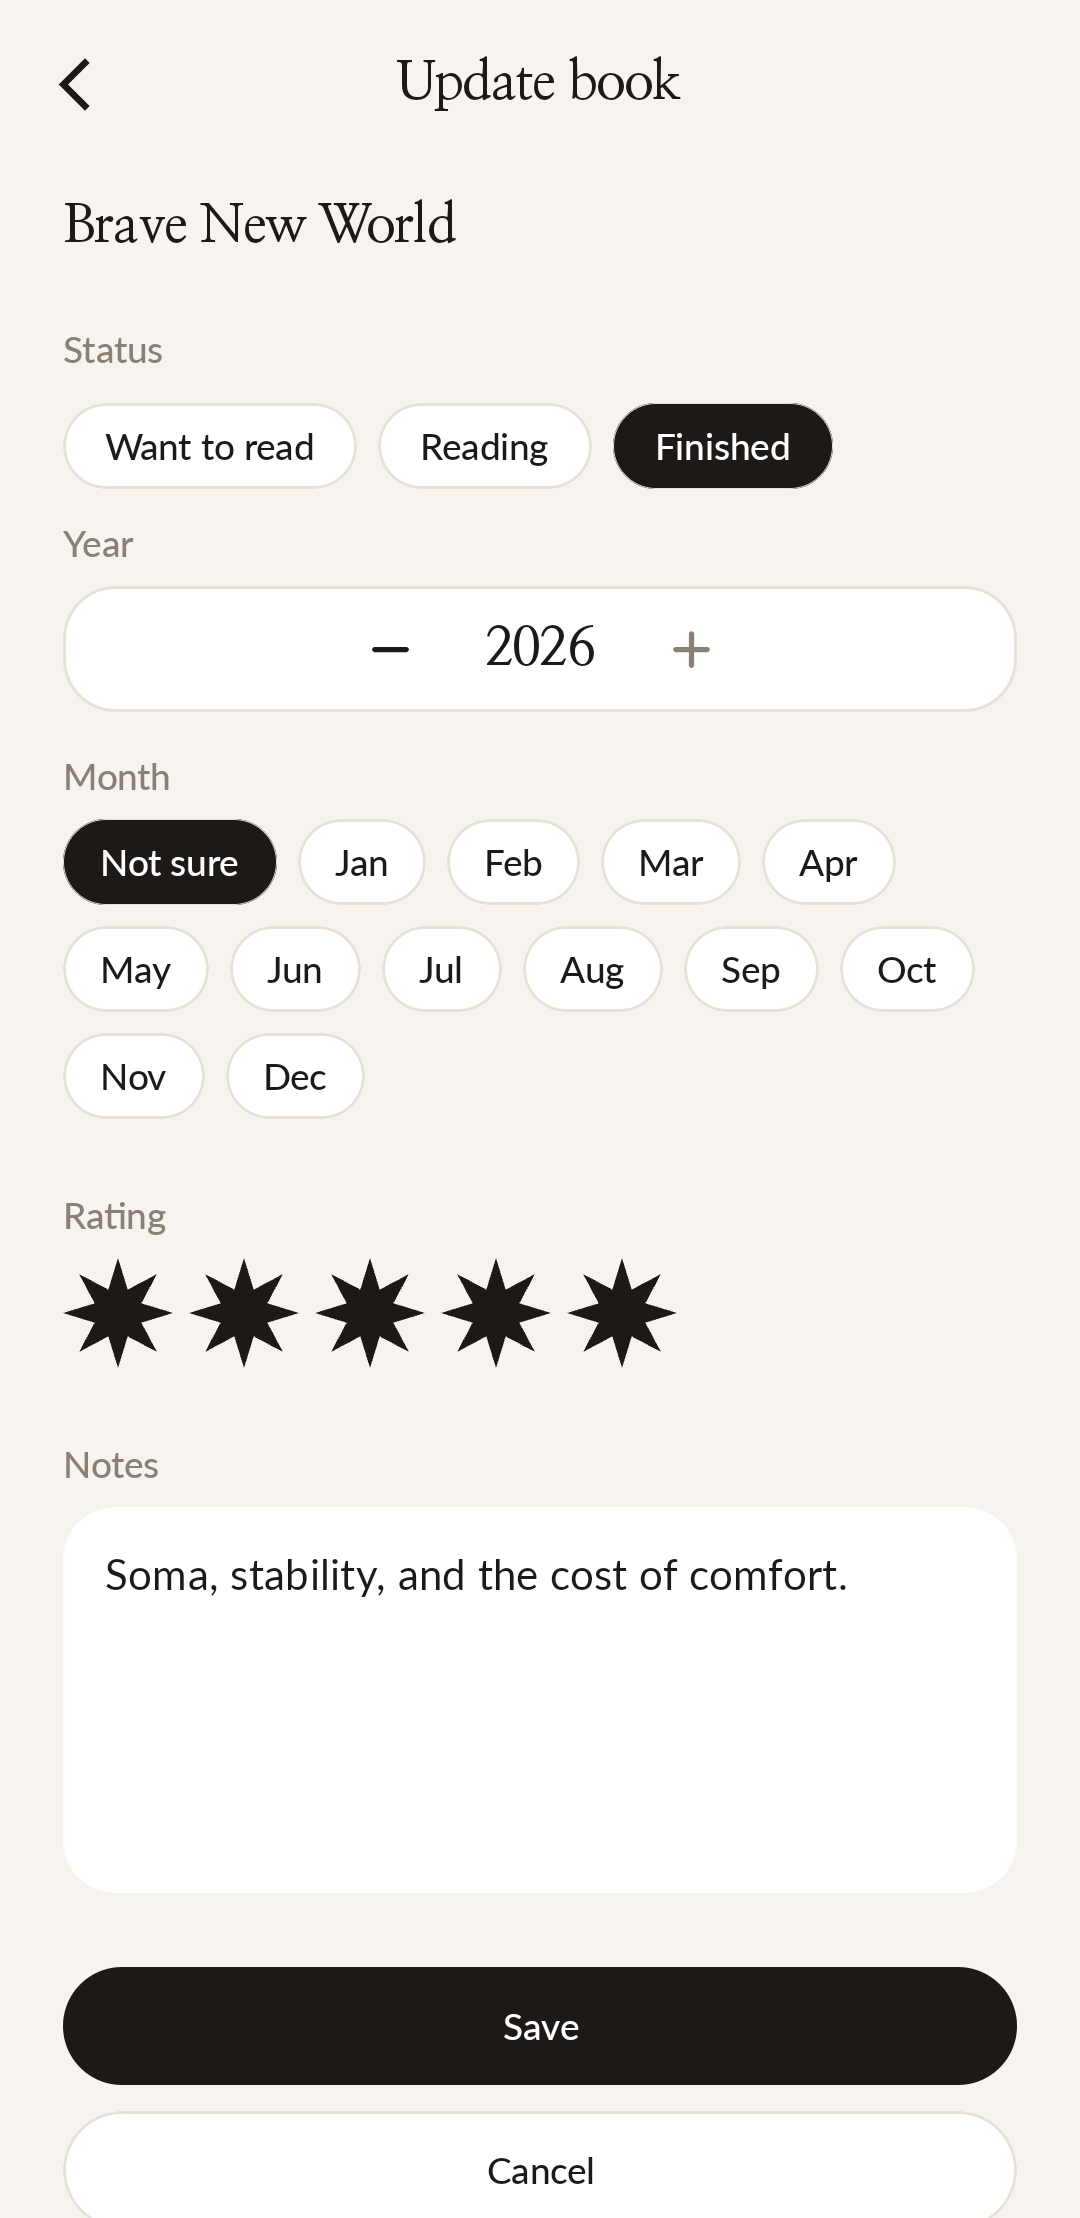 Update book
Brave New World
Status
Want to read Reading Finished
Year
2026
Month
Not sure Jan Feb Mar Apr
May Jun Jul Aug Sep Oct
Nov Dec
Rating
Notes
Soma, stability, and the cost of comfort.
Save
Cancel